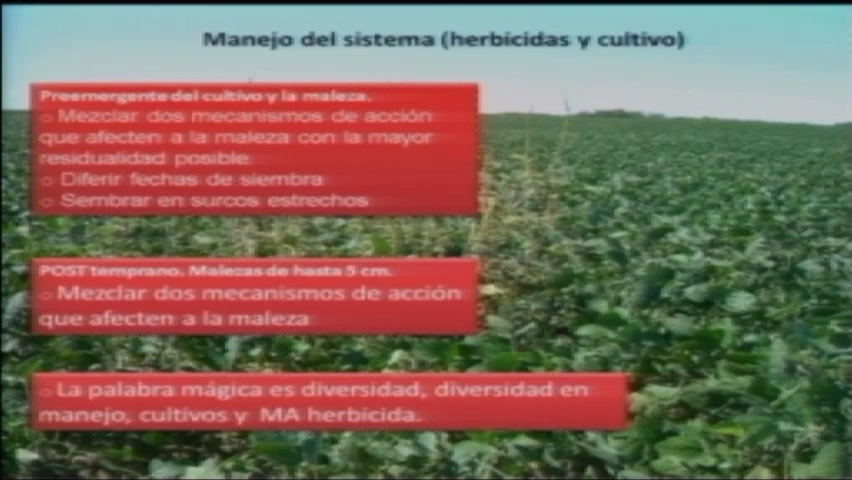 Manejo del sistema (herbicidas y cultivo)
Preemergente del cultivo y la maleza.
○ Mezclar dos mecanismos de acción
que afecten a la maleza con la mayor
residualidad posible.
○ Diferir fechas de siembra
○ Sembrar en surcos estrechos
POST temprano. Malezas de hasta 5 cm.
○ Mezclar dos mecanismos de acción
que afecten a la maleza
○ La palabra mágica es diversidad, diversidad en
manejo, cultivos y MA herbicida.